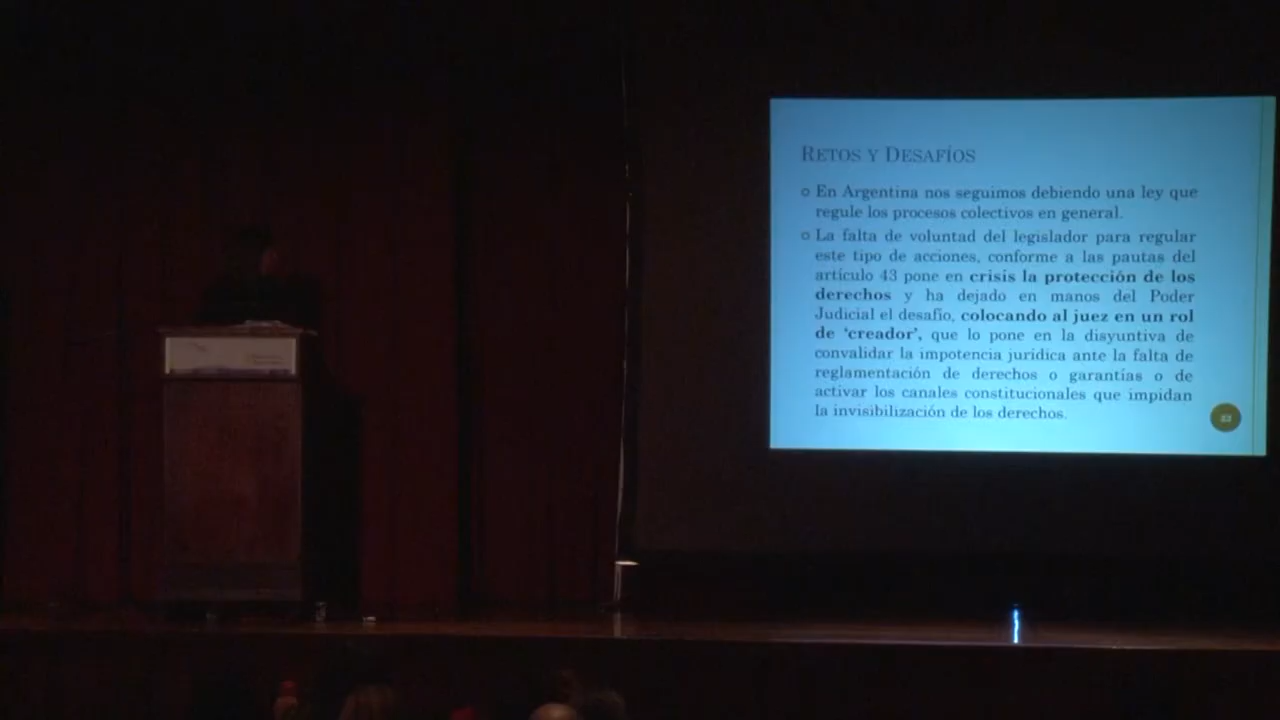 RETOS Y DESAFÍOS
En Argentina nos seguimos debiendo una ley que
regule los procesos colectivos en general.
La falta de voluntad del legislador para regular
este tipo de acciones, conforme a las pautas del
artículo 43 pone en crisis la protección de los
derechos y ha dejado en manos del Poder
Judicial el desafío, colocando al juez en un rol
de ‘creador’, que lo pone en la disyuntiva de
convalidar la impotencia jurídica ante la falta de
reglamentación de derechos o garantías o de
activar los canales constitucionales que impidan
la invisibilización de los derechos.